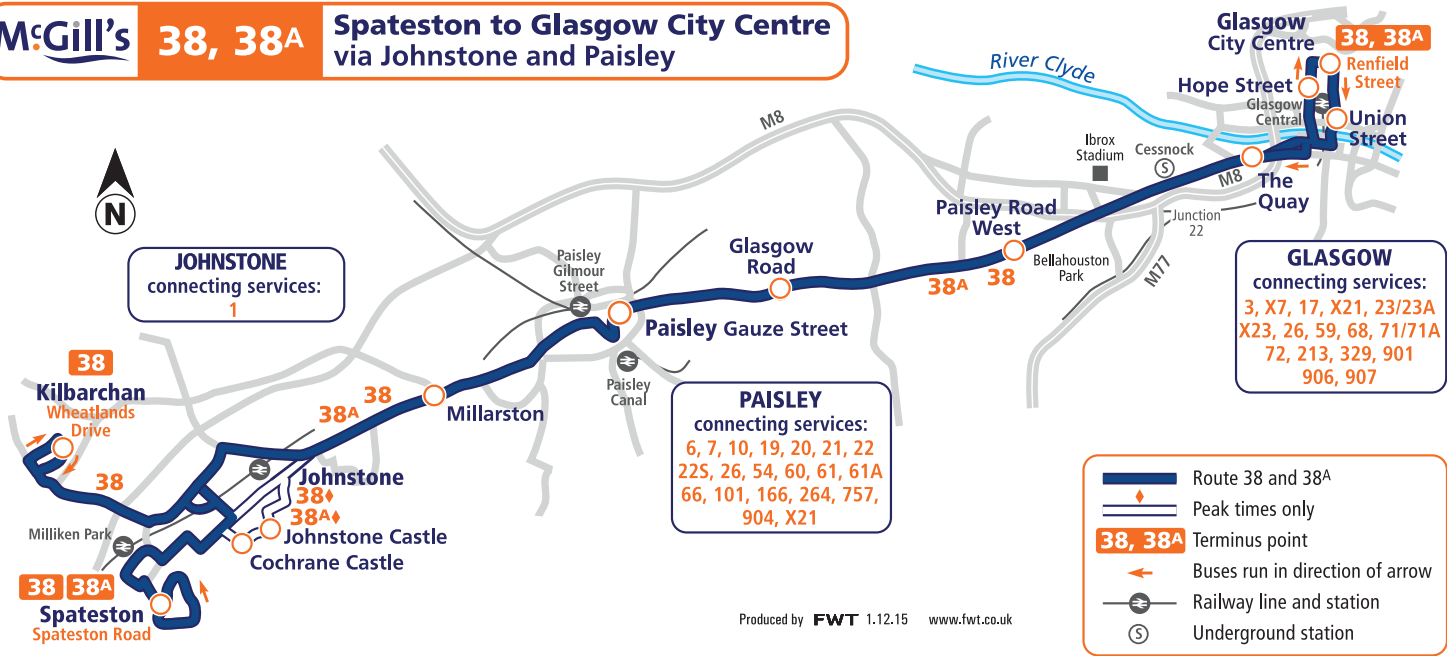 McGill's
38, 38A
Spateston to Glasgow City Centre
via Johnstone and Paisley
N
River Clyde
M8
Glasgow
City Centre
38, 38A
Renfield
Street
Hope Street
Glasgow
Central
Union
Street
Ibrox
Stadium
Cessnock
S
M8
The
Quay
Paisley Road
West
Junction
22
Bellahouston
Park
M77
38A
38
Glasgow
Road
Paisley
Gilmour
Street
Paisley Gauze Street
Paisley
Canal
JOHNSTONE
connecting services:
1
GLASGOW
connecting services:
3, X7, 17, X21, 23/23A
X23, 26, 59, 68, 71/71A
72, 213, 329, 901
906, 907
PAISLEY
connecting services:
6, 7, 10, 19, 20, 21, 22
22S, 26, 54, 60, 61, 61A
66, 101, 166, 264, 757,
904, X21
38
Kilbarchan
Wheatlands
Drive
38A
38
Millarston
38
Johnstone
38♦
38A♦
Johnstone Castle
Cochrane Castle
Milliken Park
38 38A
Spateston
Spateston Road
Route 38 and 38A
♦
Peak times only
38, 38A Terminus point
Buses run in direction of arrow
Railway line and station
S Underground station
Produced by FWT 1.12.15 www.fwt.co.uk